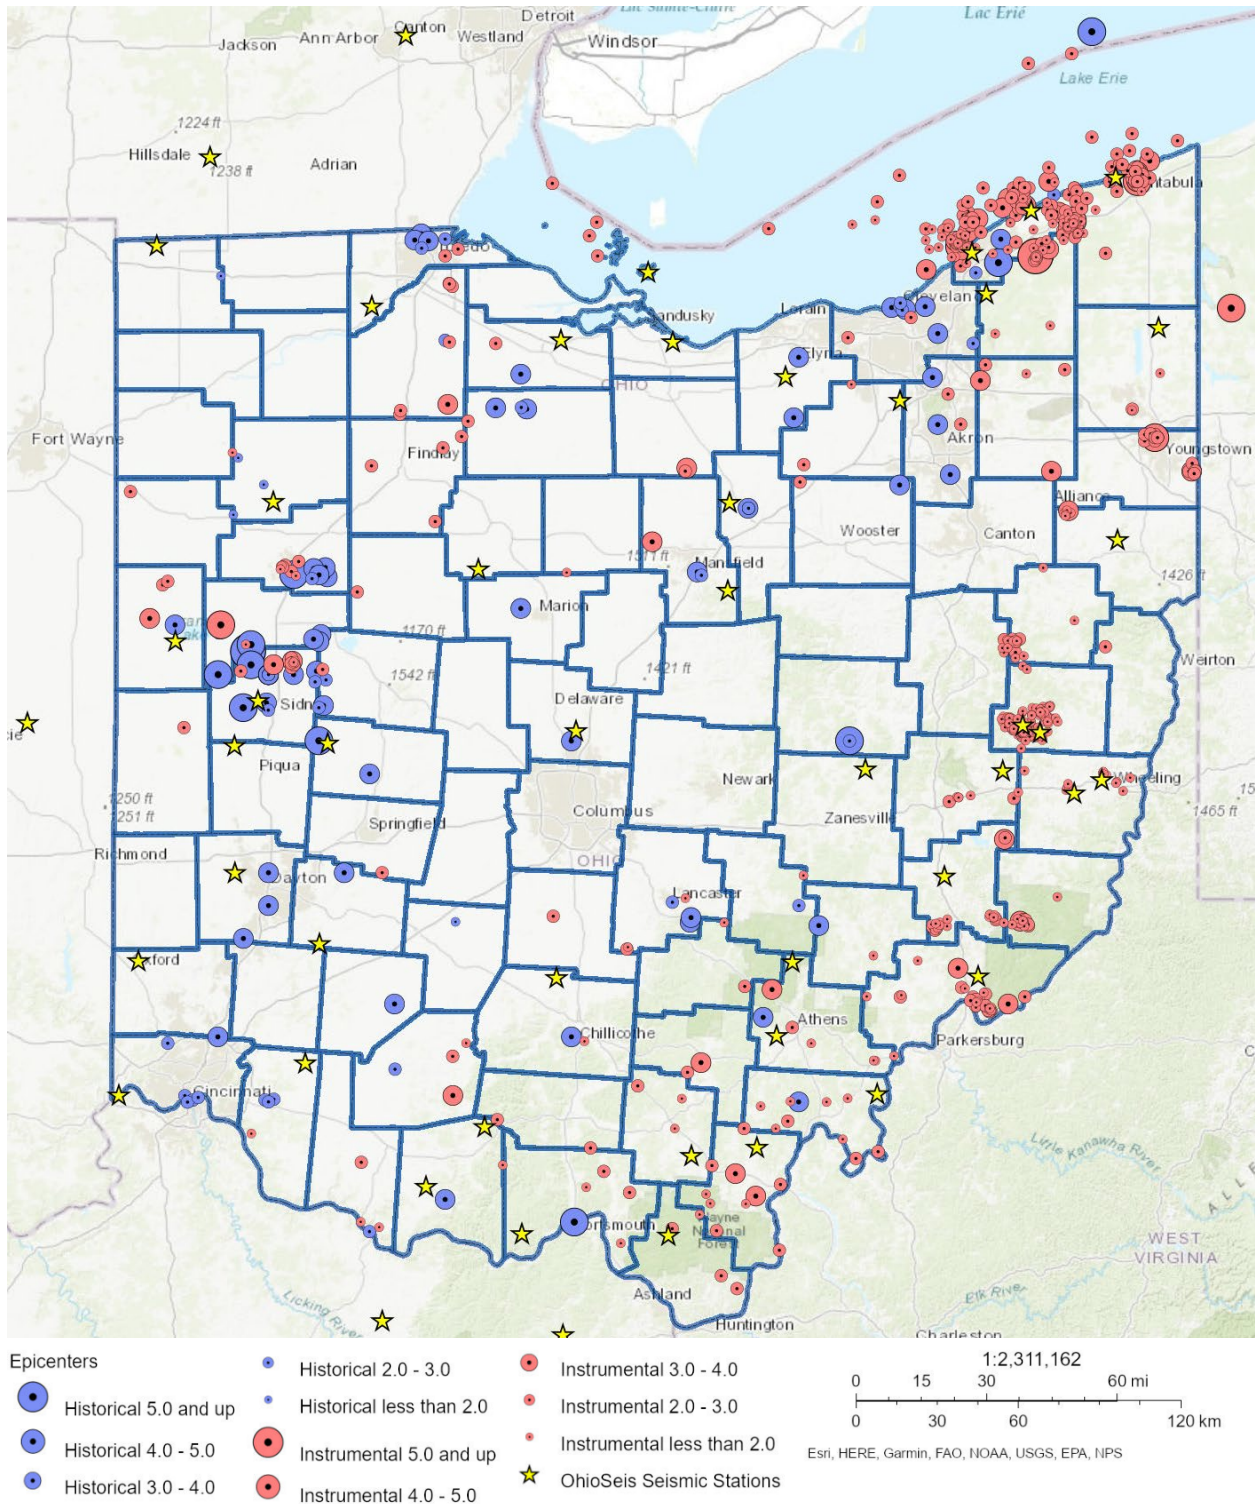 Detroit
Lac Sainte-Claire
Lac Erié
Canton
Jackson
Ann Arbor
Westland
Windsor
Lake Erie
1224 ft
Hillsdale
1238 ft
Adrian
Toledo
Cleveland
Lorain
Sandusky
Elyria
OHIO
Fort Wayne
Findlay
Akron
Youngstown
Alliance
Wooster
Canton
1511 ft
Mansfield
1426 ft
Marion
1170 ft
1421 ft
Weirton
1542 ft
Delaware
Piqua
Newark
Wheeling
1250 ft
1251 ft
Columbus
1465 ft
Springfield
Zanesville
Richmond
OHIO
Dayton
Lancaster
Athens
Chillicothe
Parkersburg
Cincinnati
Little Kanawha River
Portsmouth
Wayne
National
Forest
WEST
VIRGINIA
Elk River
Ashland
Licking River
Huntington
Charleston
Epicenters
Historical 5.0 and up
Historical 4.0 - 5.0
Historical 3.0 - 4.0
Historical 2.0 - 3.0
Historical less than 2.0
Instrumental 5.0 and up
Instrumental 4.0 - 5.0
Instrumental 3.0 - 4.0
Instrumental 2.0 - 3.0
Instrumental less than 2.0
OhioSeis Seismic Stations
1:2,311,162
0 15 30 60 mi
0 30 60 120 km
Esri, HERE, Garmin, FAO, NOAA, USGS, EPA, NPS